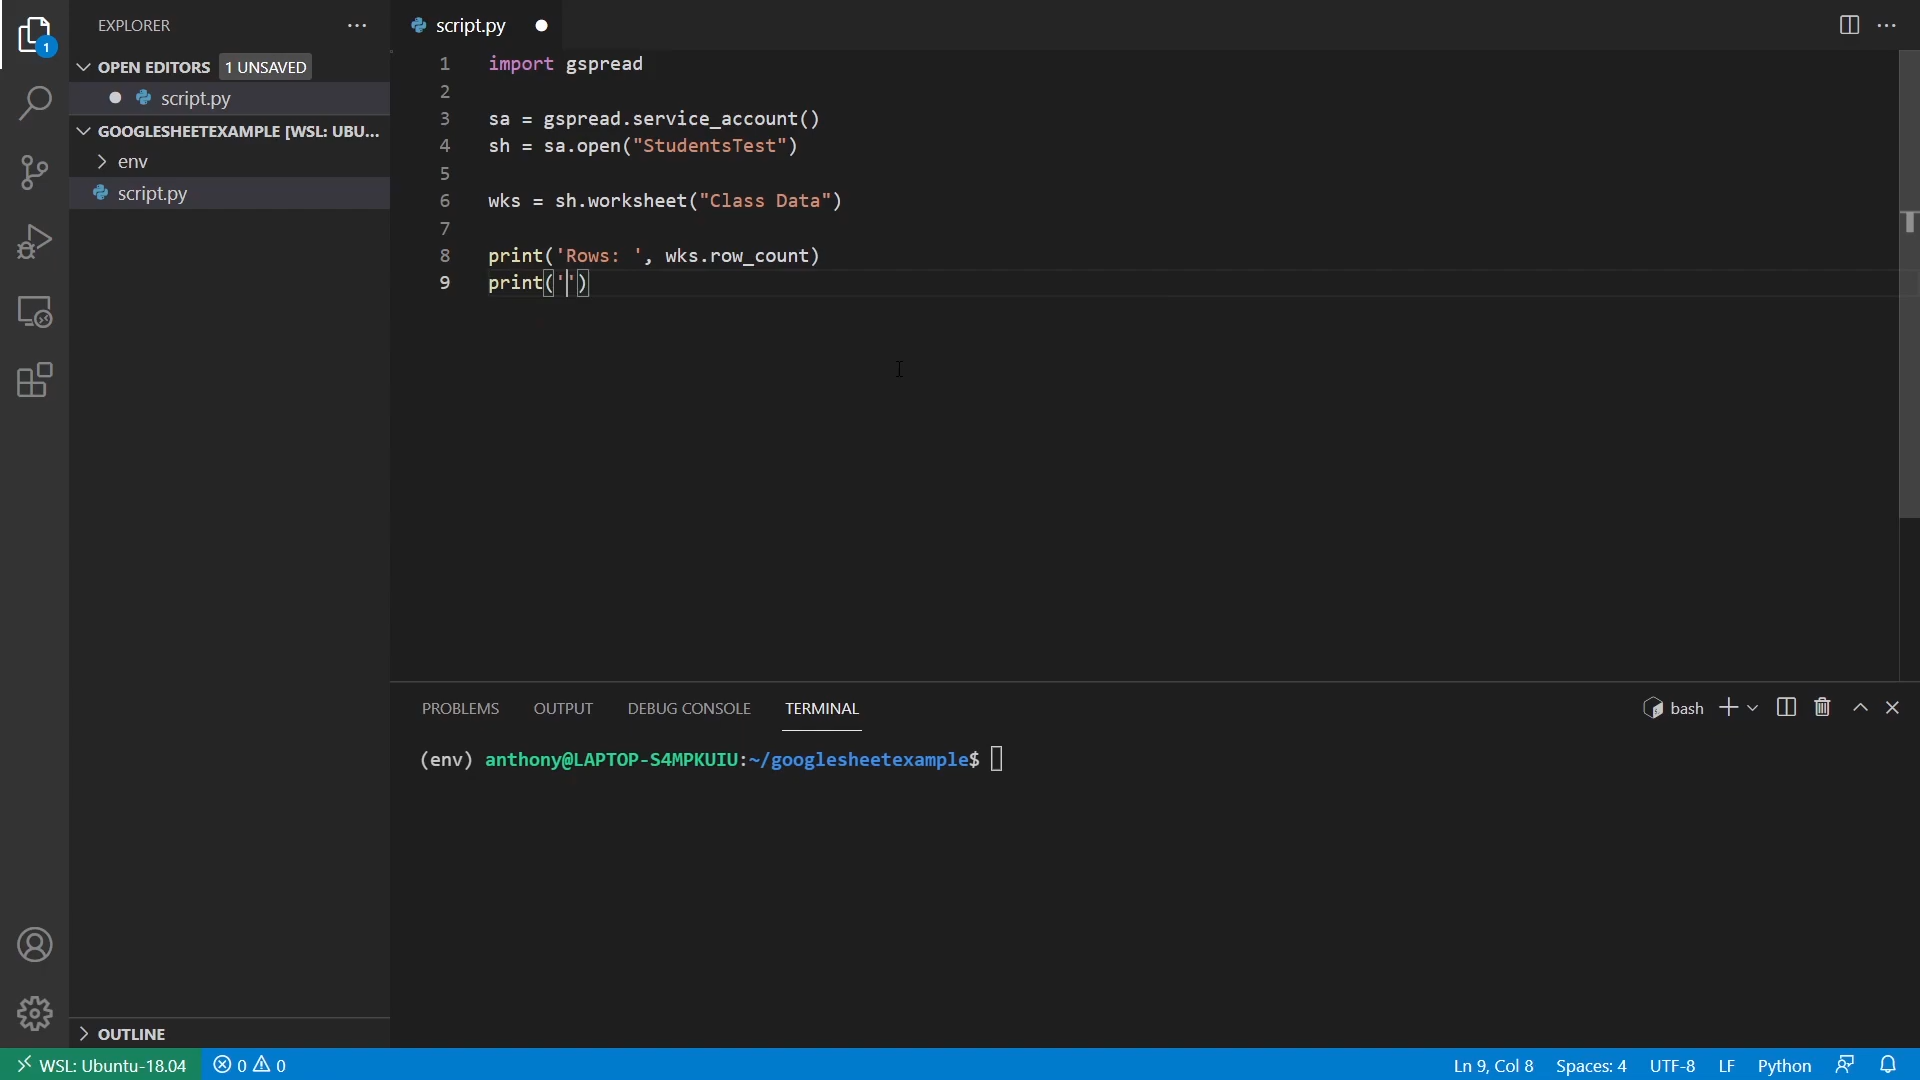 EXPLORER
script.py
1
OPEN EDITORS 1 UNSAVED
script.py
GOOGLESHEETEXAMPLE [WSL: UBU...
env
script.py
1 import gspread
2
3 sa = gspread.service_account()
4 sh = sa.open("StudentsTest")
5
6 wks = sh.worksheet("Class Data")
7
8 print('Rows: ', wks.row_count)
9 print('')
PROBLEMS OUTPUT DEBUG CONSOLE TERMINAL
bash
(env) anthony@LAPTOP-S4MPKUIU:~/googlesheetexample$
OUTLINE
WSL: Ubuntu-18.04 0 0 Ln 9, Col 8 Spaces: 4 UTF-8 LF Python